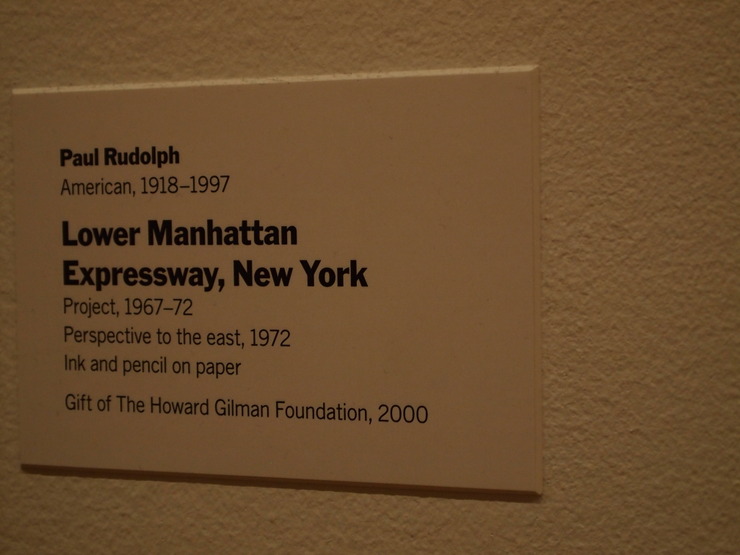 Paul Rudolph
American, 1918–1997
Lower Manhattan
Expressway, New York
Project, 1967–72
Perspective to the east, 1972
Ink and pencil on paper
Gift of The Howard Gilman Foundation, 2000